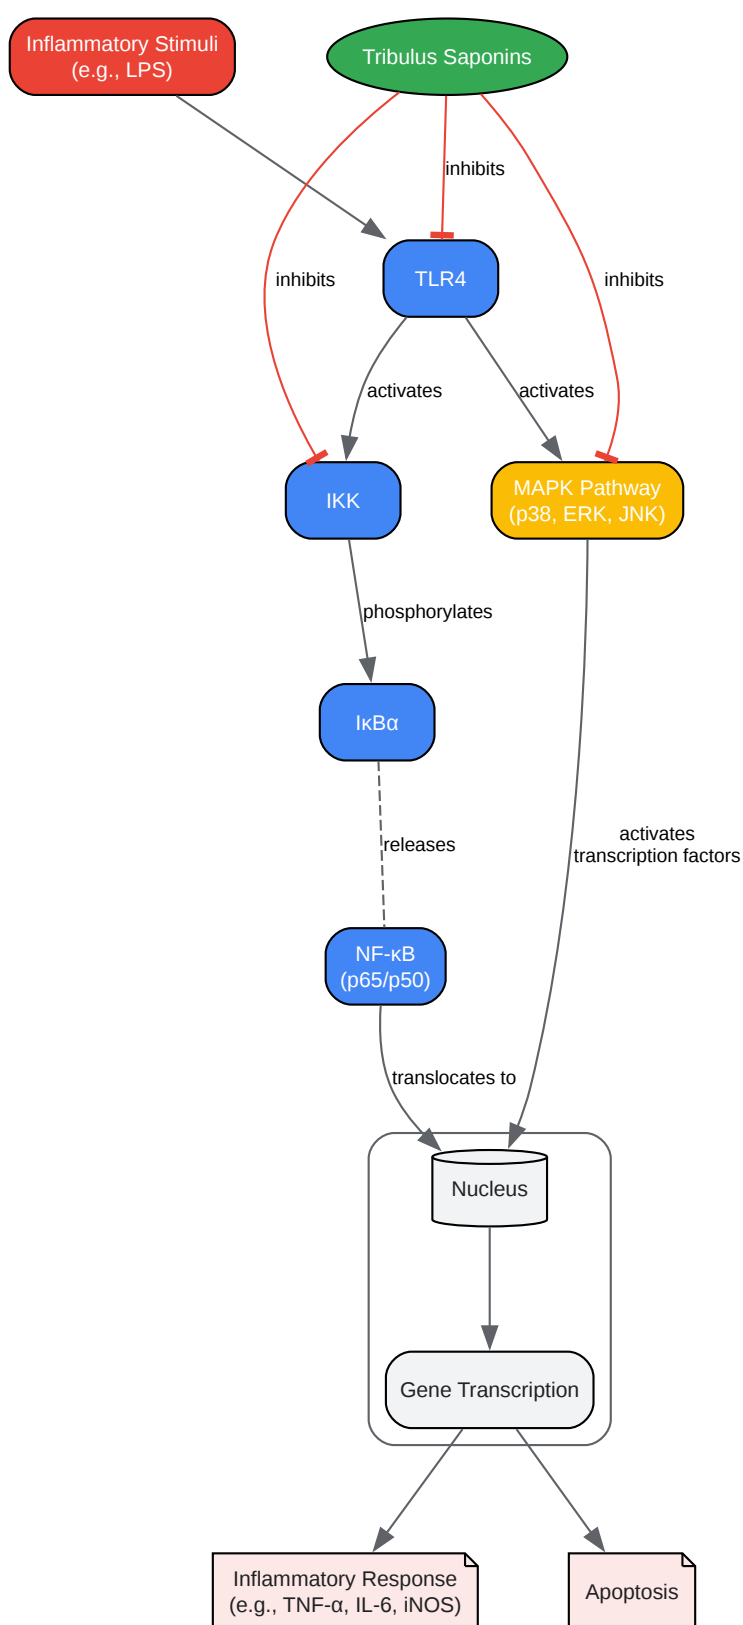 Inflammatory Stimuli
(e.g., LPS)
Tribulus Saponins
inhibits
TLR4
inhibits
inhibits
activates
activates
IKK
MAPK Pathway
(p38, ERK, JNK)
phosphorylates
IκBα
releases
activates
transcription factors
NF-κB
(p65/p50)
translocates to
Nucleus
Gene Transcription
Inflammatory Response
(e.g., TNF-α, IL-6, iNOS)
Apoptosis